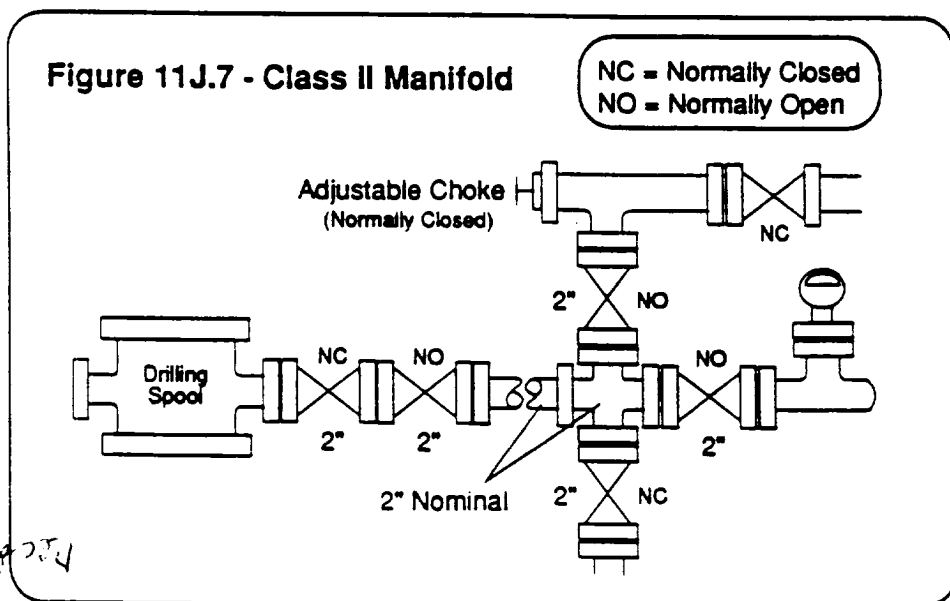 Figure 11J.7 - Class II Manifold
NC = Normally Closed
NO = Normally Open
Adjustable Choke
(Normally Closed)
NC
2" NO
NC NO NO
Drilling
Spool
2" 2" 2"
2" Nominal
2" NC